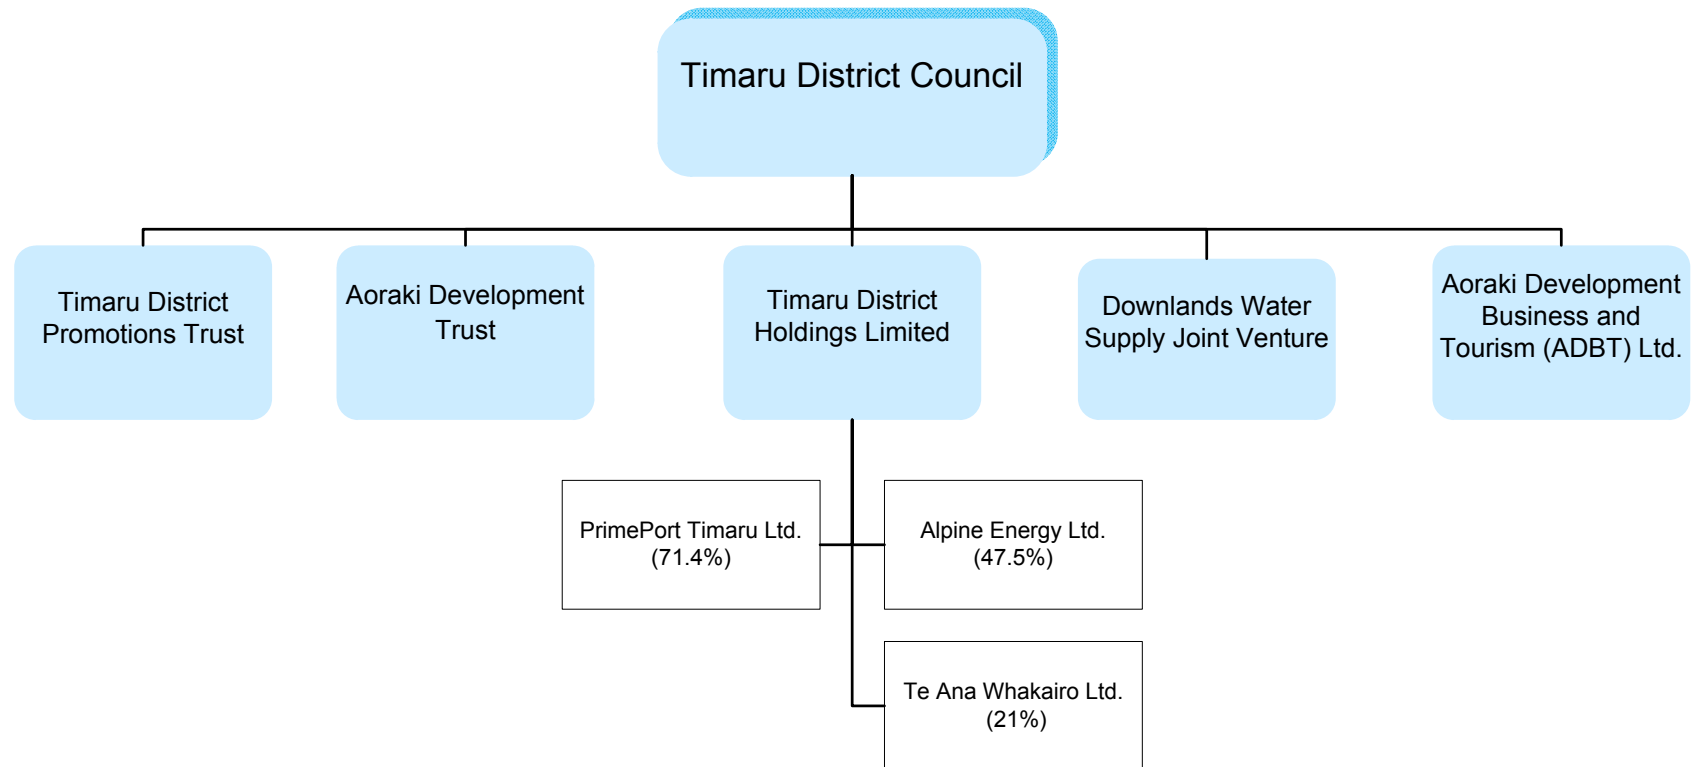 Timaru District Council
Timaru District
Promotions Trust
Aoraki Development
Trust
Timaru District
Holdings Limited
Downlands Water
Supply Joint Venture
Aoraki Development
Business and
Tourism (ADBT) Ltd.
PrimePort Timaru Ltd.
(71.4%)
Alpine Energy Ltd.
(47.5%)
Te Ana Whakairo Ltd.
(21%)